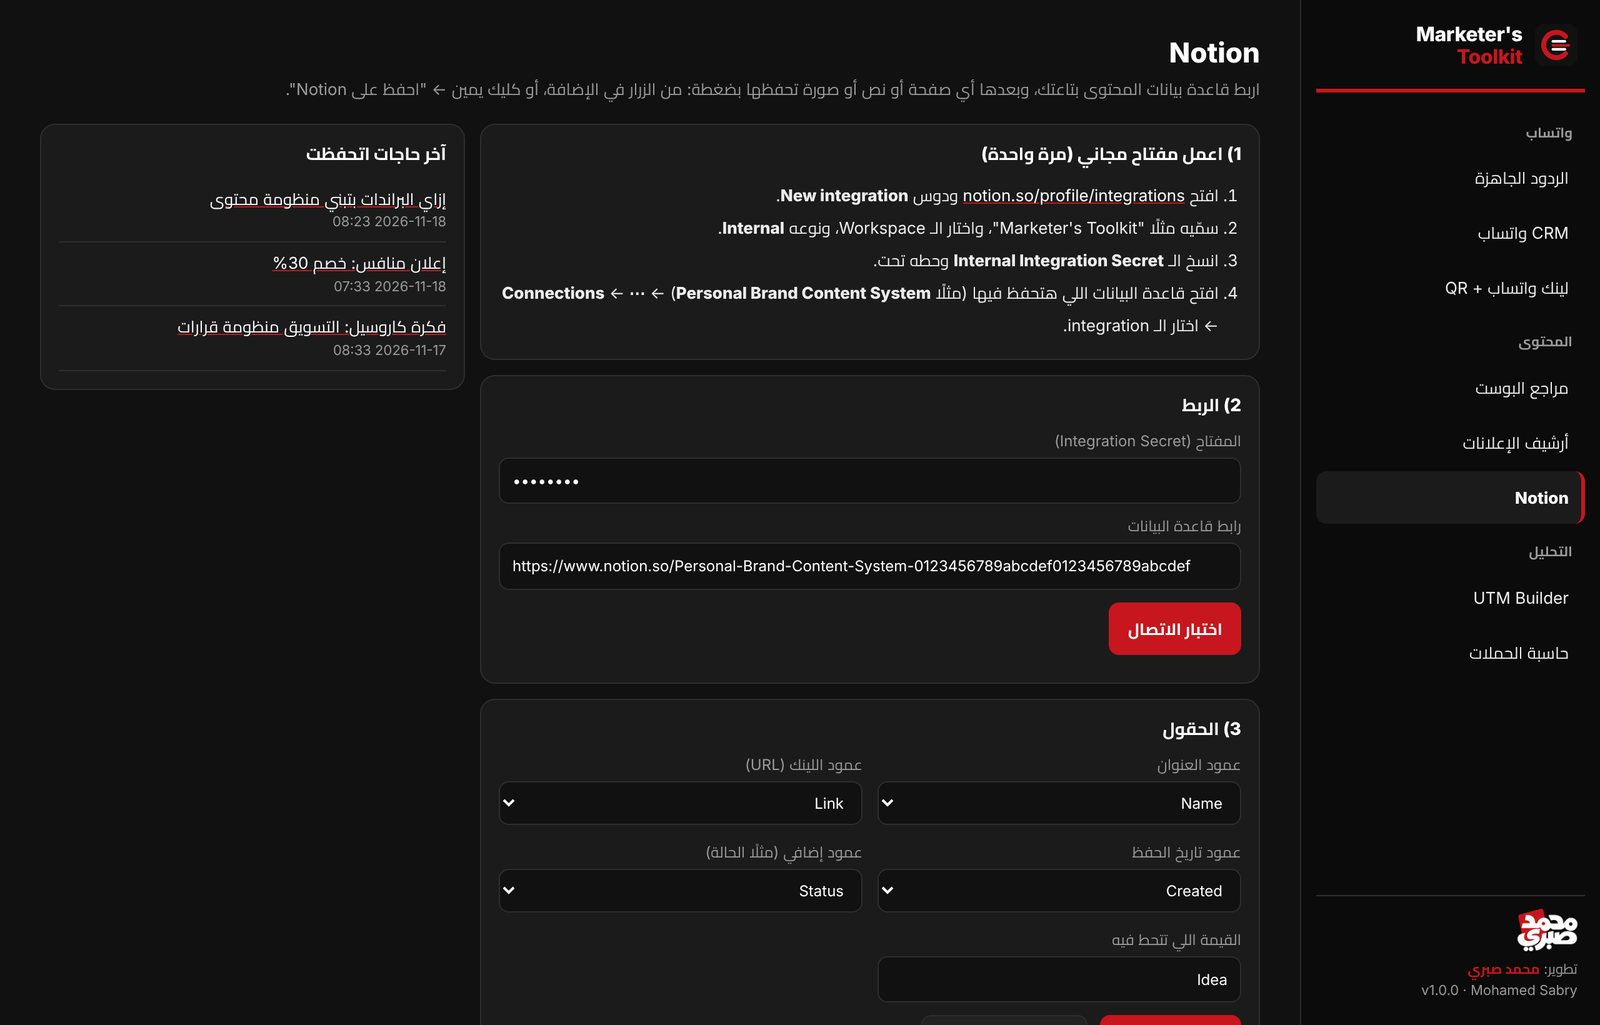 Marketer's
Toolkit
واتساب
الردود الجاهزة
CRM واتساب
لينك واتساب + QR
المحتوى
مراجع البوست
أرشيف الإعلانات
Notion
التحليل
UTM Builder
حاسبة الحملات
محمد صبري
تطوير: محمد صبري
v1.0.0 · Mohamed Sabry
Notion
اربط قاعدة بيانات المحتوى بتاعتك، وبعدها أي صفحة أو نص أو صورة تحفظها بضغطة: من الزرار في الإضافة، أو كليك يمين ← "احفظ على Notion".
1) اعمل مفتاح مجاني (مرة واحدة)
1. افتح notion.so/profile/integrations ودوس New integration.
2. سمّيه مثلًا "Marketer's Toolkit"، واختار الـ Workspace، ونوعه Internal.
3. انسخ الـ Internal Integration Secret وحطه تحت.
4. افتح قاعدة البيانات اللي هتحفظ فيها (مثلًا Personal Brand Content System) ← ··· ← Connections
← اختار الـ integration.
2) الربط
المفتاح (Integration Secret)
••••••••
رابط قاعدة البيانات
https://www.notion.so/Personal-Brand-Content-System-0123456789abcdef0123456789abcdef
اختبار الاتصال
3) الحقول
عمود العنوان
Name
عمود اللينك (URL)
Link
عمود تاريخ الحفظ
Created
عمود إضافي (مثلًا الحالة)
Status
القيمة اللي تتحط فيه
Idea
آخر حاجات اتحفظت
إزاي البراندات بتبني منظومة محتوى
2026-11-18 08:23
إعلان منافس: خصم 30%
2026-11-18 07:33
فكرة كاروسيل: التسويق منظومة قرارات
2026-11-17 08:33